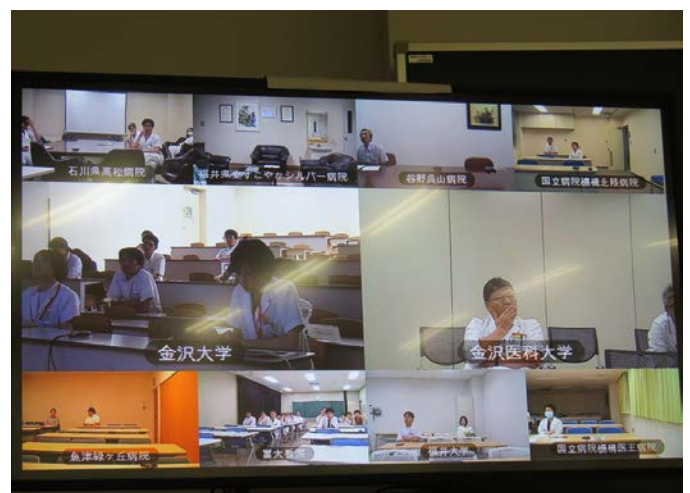 石川県高松病院
福井県立すこやかシルバー病院
谷野呉山病院
国立病院機構北陸病院
金沢大学
金沢医科大学
魚津緑ヶ丘病院
福井大学
国立病院機構医王病院